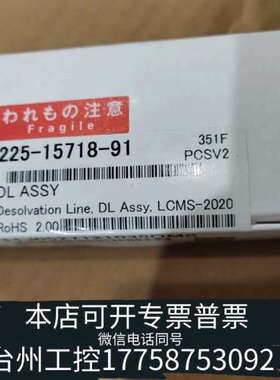 われもの注意
Fragile
225-15718-91
351F
PCSV2
DL ASSY
Desolvation Line, DL Assy, LCMS-2020
RoHS 2.00
本店可开专票普票
微信电话同号
台州工控17758753092